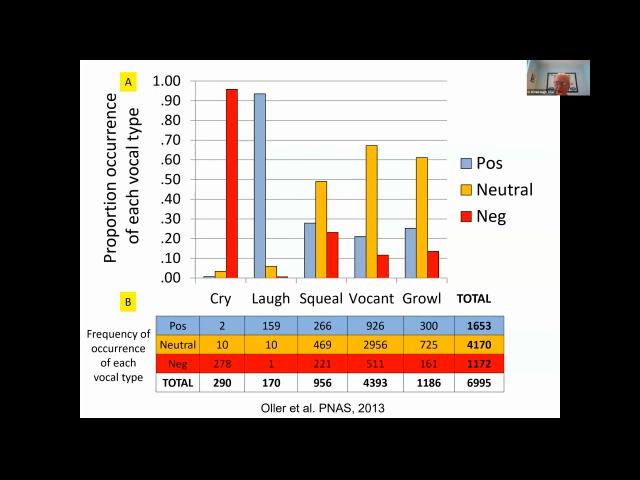 A
Proportion occurrence
of each vocal type
1.00
.90
.80
.70
.60
.50
.40
.30
.20
.10
.00
Pos
Neutral
Neg
Cry Laugh Squeal Vocant Growl TOTAL
B
Frequency of
occurrence
of each
vocal type
Pos 2 159 266 926 300 1653
Neutral 10 10 469 2956 725 4170
Neg 278 1 221 511 161 1172
TOTAL 290 170 956 4393 1186 6995
Oller et al. PNAS, 2013